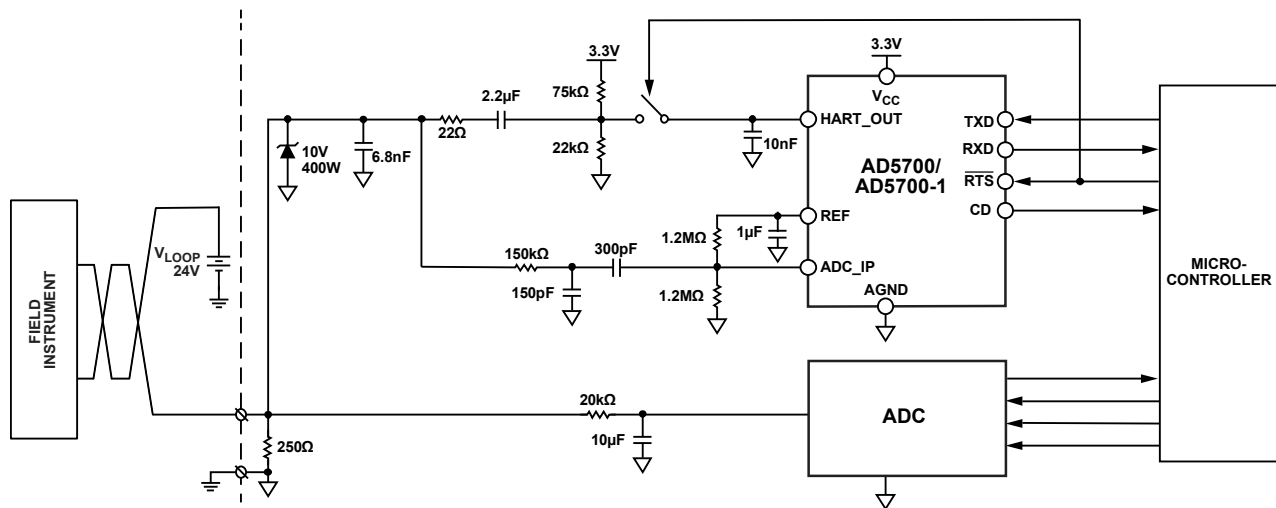 3.3V
3.3V
75kΩ
2.2µF
22Ω
22kΩ
10V
400W
6.8nF
10nF
HART_OUT
VCC
TXD
RXD
RTS
CD
AD5700/
AD5700-1
REF
ADC_IP
AGND
1µF
1.2MΩ
1.2MΩ
150kΩ
300pF
150pF
VLOOP
24V
FIELD
INSTRUMENT
MICRO-
CONTROLLER
20kΩ
10µF
ADC
250Ω